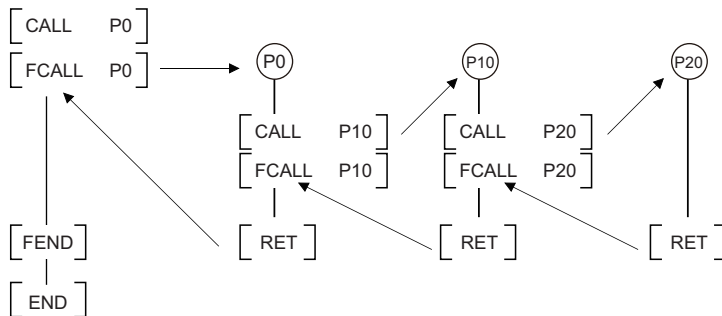 CALL P0
FCALL P0
P0
P10
P20
CALL P10
CALL P20
FCALL P10
FCALL P20
FEND
RET
RET
RET
END